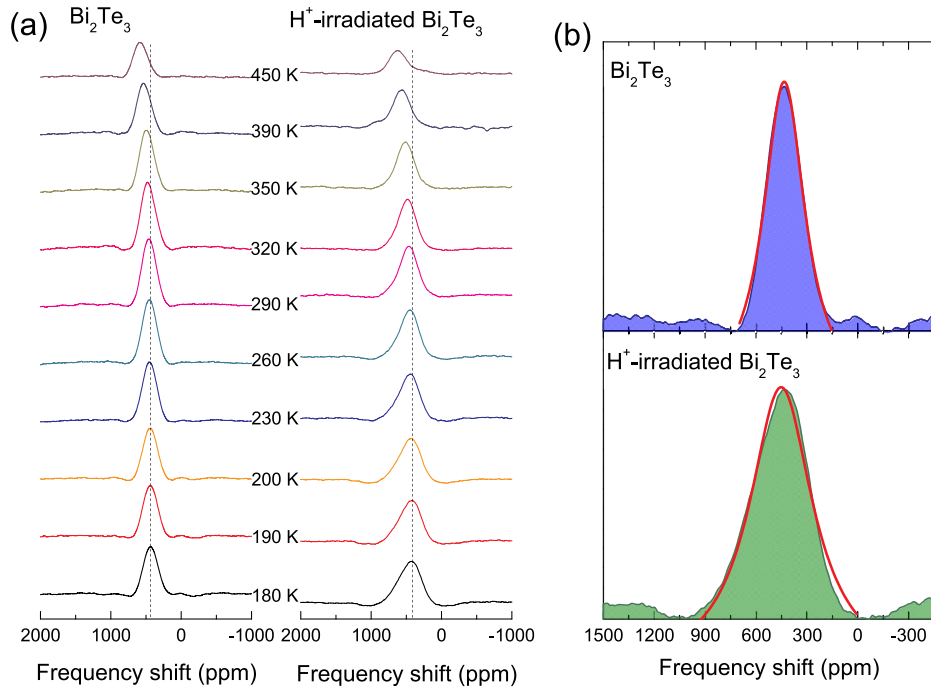 (a)
Bi2Te3
H+-irradiated Bi2Te3
450 K
390 K
350 K
320 K
290 K
260 K
230 K
200 K
190 K
180 K
2000 1000 0 -1000
2000 1000 0 -1000
Frequency shift (ppm)
Frequency shift (ppm)
(b)
Bi2Te3
H+-irradiated Bi2Te3
1500 1200 900 600 300 0 -300
Frequency shift (ppm)